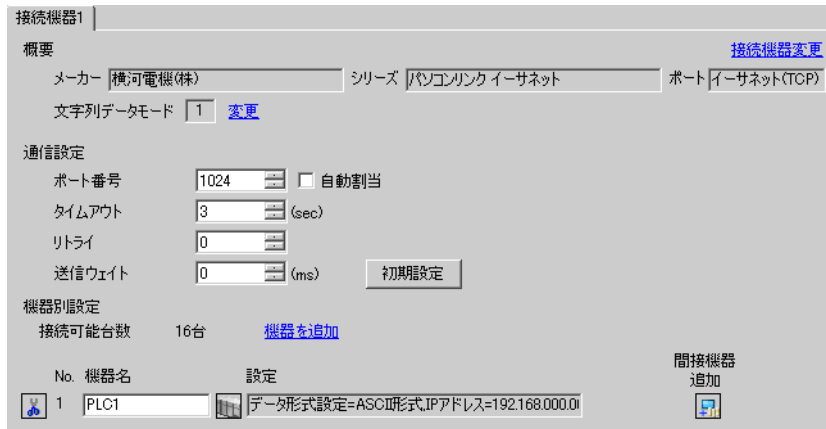 接続機器1
概要 接続機器変更
メーカー 横河電機(株) シリーズ パソコンリンク イーサネット ポート イーサネット(TCP)
文字列データモード 1 変更
通信設定
ポート番号 1024 自動割当
タイムアウト 3 (sec)
リトライ 0
送信ウェイト 0 (ms) 初期設定
機器別設定
接続可能台数 16台 機器を追加
間接機器
No. 機器名 設定 追加
1 PLC1 データ形式設定=ASCII形式,IPアドレス=192.168.000.0